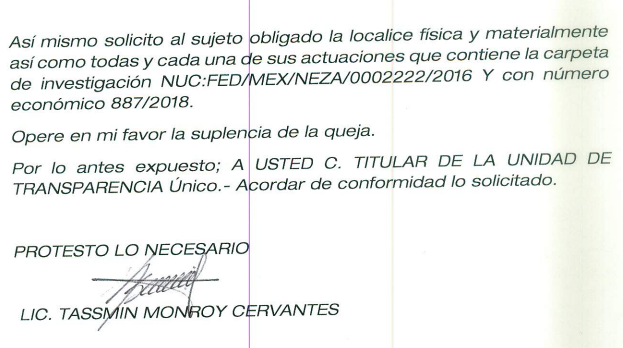 Así mismo solicito al sujeto obligado la localice física y materialmente
así como todas y cada una de sus actuaciones que contiene la carpeta
de investigación NUC:FED/MEX/NEZA/0002222/2016 Y con número
económico 887/2018.
Opere en mi favor la suplencia de la queja.
Por lo antes expuesto; A USTED C. TITULAR DE LA UNIDAD DE
TRANSPARENCIA Único.- Acordar de conformidad lo solicitado.
PROTESTO LO NECESARIO
LIC. TASSMIN MONROY CERVANTES